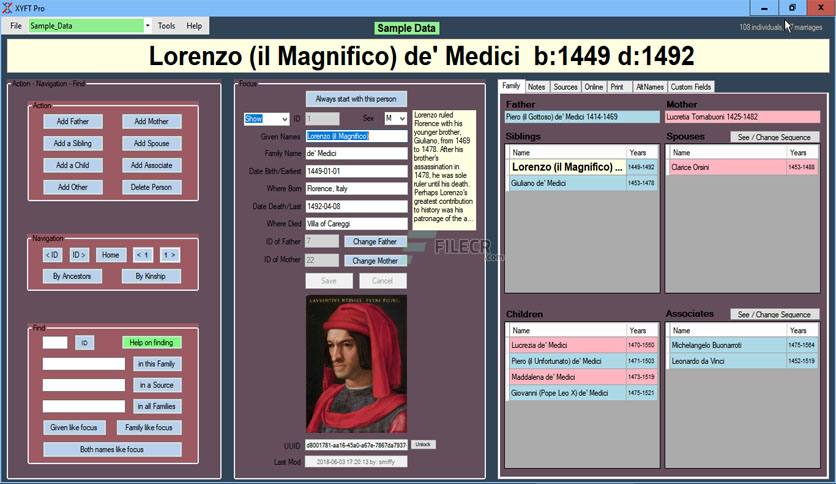 XYFT Pro
File Sample_Data Tools Help
Sample Data
108 individuals, marriages
Lorenzo (il Magnifico) de' Medici b:1449 d:1492
Action - Navigation - Find
Action
Add Father Add Mother
Add a Sibling Add Spouse
Add a Child Add Associate
Add Other Delete Person
Navigation
< ID ID > Home < 1 1 >
By Ancestors By Kinship
Find
ID Help on finding
in this Family
in a Source
in all Families
Given like focus Family like focus
Both names like focus
Focus
Always start with this person
Show ID 1 Sex M
Given Names Lorenzo (il Magnifico)
Family Name de' Medici
Date Birth/Earliest 1449-01-01
Where Born Florence, Italy
Date Death/Last 1492-04-08
Where Died Villa of Careggi
ID of Father 7 Change Father
ID of Mother 22 Change Mother
Save Cancel
Lorenzo ruled
Florence with his
younger brother,
Giuliano, from 1469
to 1478. After his
brother's
assassination in
1478, he was sole
ruler until his death.
Perhaps Lorenzo's
greatest contribution
to history was his
patronage of the a...
UUID d8001781-aa16-45a0-a67e-7867da7937 Unlock
Last Mod 2018-06-03 17:20:13 by: smiffy
Family Notes Sources Online Print AltNames Custom Fields
Father Mother
Piero (il Gottoso) de' Medici 1414-1469 Lucretia Tornabuoni 1425-1482
Siblings Spouses See / Change Sequence
Name Years Name Years
Lorenzo (il Magnifico) ... 1449-1492 Clarice Orsini 1453-1488
Giuliano de' Medici 1453-1478
Children Associates See / Change Sequence
Name Years Name Years
Lucrezia de' Medici 1470-1550 Michelangelo Buonarroti 1475-1564
Piero (il Unfortunato) de' Medici 1471-1503 Leonardo da Vinci 1452-1519
Maddalena de' Medici 1473-1519
Giovanni (Pope Leo X) de' Medici 1475-1521
FILECR
.com